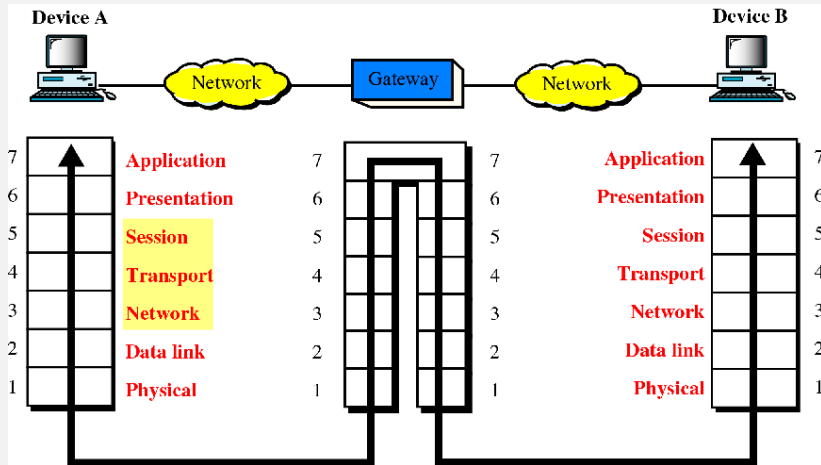 Device A
Device B
Network
Gateway
Network
7 Application 7 7 Application 7
6 Presentation 6 6 Presentation 6
5 Session 5 5 Session 5
4 Transport 4 4 Transport 4
3 Network 3 3 Network 3
2 Data link 2 2 Data link 2
1 Physical 1 1 Physical 1